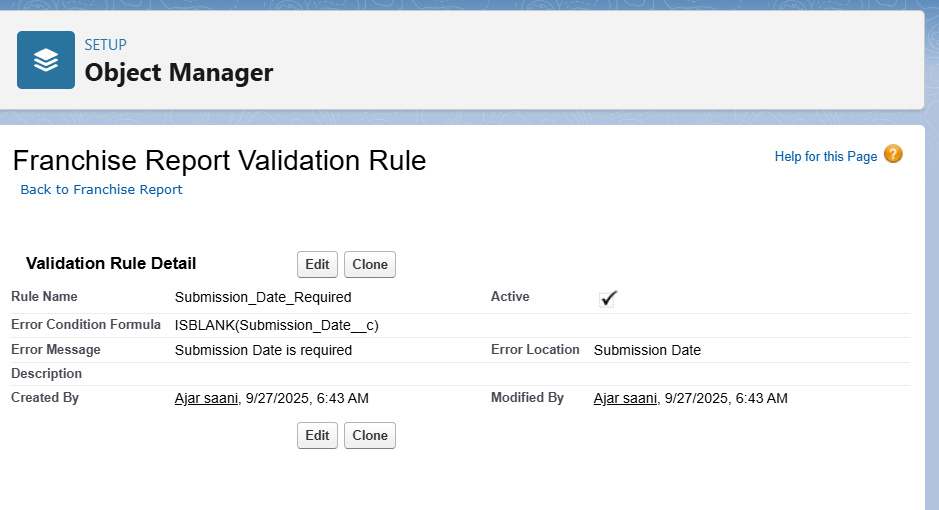 SETUP
Object Manager
Franchise Report Validation Rule
Help for this Page ?
Back to Franchise Report
Validation Rule Detail Edit Clone
Rule Name Submission_Date_Required Active
Error Condition Formula ISBLANK(Submission_Date__c)
Error Message Submission Date is required Error Location Submission Date
Description
Created By Ajar saani, 9/27/2025, 6:43 AM Modified By Ajar saani, 9/27/2025, 6:43 AM
Edit Clone